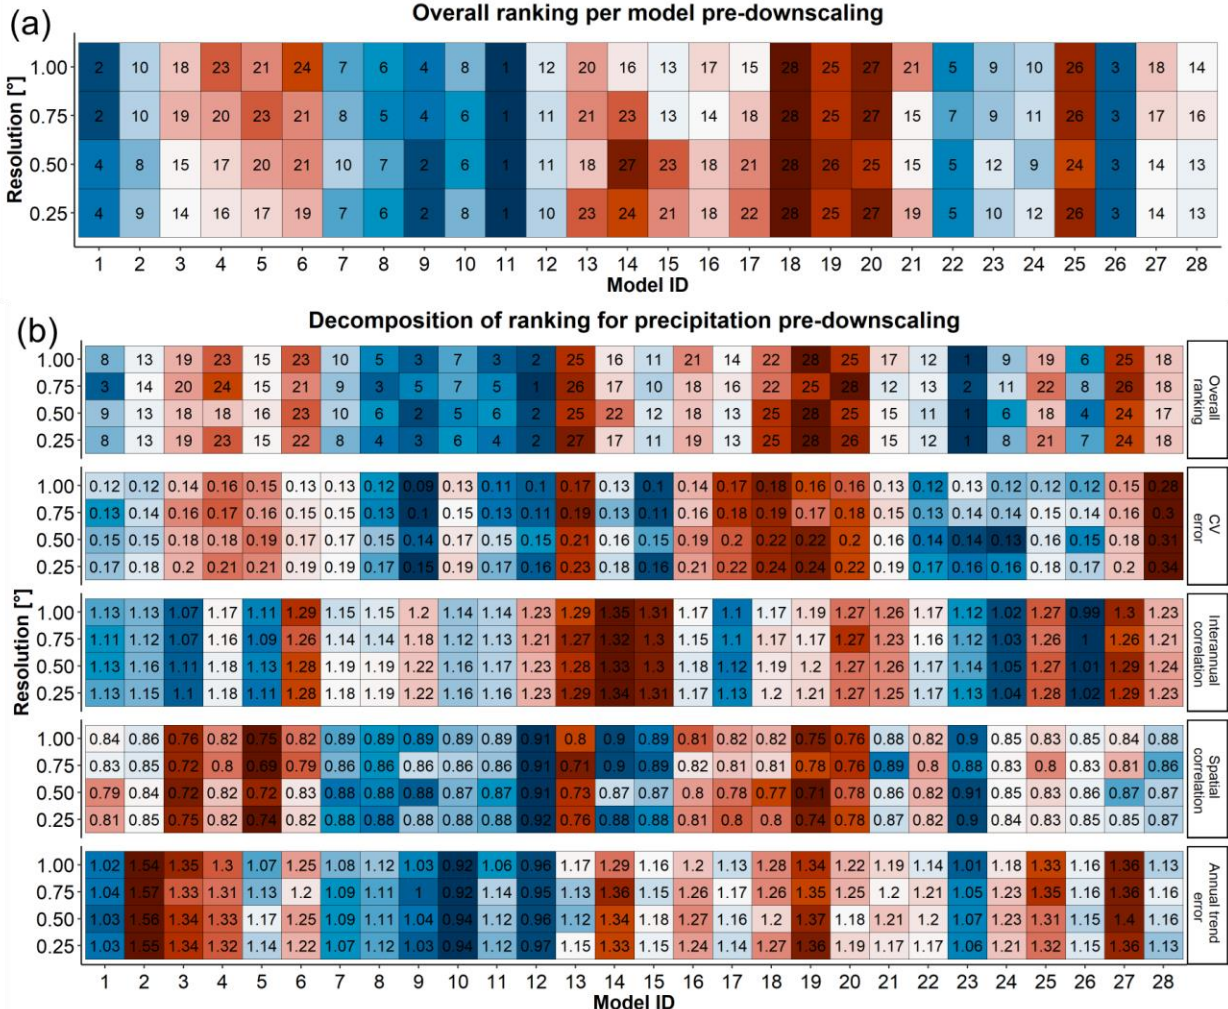 (a)
Overall ranking per model pre-downscaling
Resolution [°]
1.00 2 10 18 23 21 24 7 6 4 8 1 12 20 16 13 17 15 28 25 27 21 5 9 10 26 3 18 14
0.75 2 10 19 20 23 21 8 5 4 6 1 11 21 23 13 14 18 28 25 27 15 7 9 11 26 3 17 16
0.50 4 8 15 17 20 21 10 7 2 6 1 11 18 27 23 18 21 28 26 25 15 5 12 9 24 3 14 13
0.25 4 9 14 16 17 19 7 6 2 8 1 10 23 24 21 18 22 28 25 27 19 5 10 12 26 3 14 13
1 2 3 4 5 6 7 8 9 10 11 12 13 14 15 16 17 18 19 20 21 22 23 24 25 26 27 28
Model ID
(b)
Decomposition of ranking for precipitation pre-downscaling
Resolution [°]
1.00 8 13 19 23 15 23 10 5 3 7 3 2 25 16 11 21 14 22 28 25 17 12 1 9 19 6 25 18
0.75 3 14 20 24 15 21 9 3 5 7 5 1 26 17 10 18 16 22 25 28 12 13 2 11 22 8 26 18
0.50 9 13 18 18 16 23 10 6 2 5 6 2 25 22 12 18 13 25 28 25 15 11 1 6 18 4 24 17
0.25 8 13 19 23 15 22 8 4 3 6 4 2 27 17 11 19 13 25 28 26 15 12 1 8 21 7 24 18
Overall
ranking
1.00 0.12 0.12 0.14 0.16 0.15 0.13 0.13 0.12 0.09 0.13 0.11 0.1 0.17 0.13 0.1 0.14 0.17 0.18 0.16 0.16 0.13 0.12 0.13 0.12 0.12 0.12 0.15 0.28
0.75 0.13 0.14 0.16 0.17 0.16 0.15 0.15 0.13 0.1 0.15 0.13 0.11 0.19 0.13 0.11 0.16 0.18 0.19 0.17 0.18 0.15 0.13 0.14 0.14 0.15 0.14 0.16 0.3
0.50 0.15 0.15 0.18 0.18 0.19 0.17 0.17 0.15 0.14 0.17 0.15 0.15 0.21 0.16 0.15 0.19 0.2 0.22 0.22 0.2 0.16 0.14 0.14 0.13 0.16 0.15 0.18 0.31
0.25 0.17 0.18 0.2 0.21 0.21 0.19 0.19 0.17 0.15 0.19 0.17 0.16 0.23 0.18 0.16 0.21 0.22 0.24 0.24 0.22 0.19 0.17 0.16 0.16 0.18 0.17 0.2 0.34
CV
error
1.00 1.13 1.13 1.07 1.17 1.11 1.29 1.15 1.15 1.2 1.14 1.14 1.23 1.29 1.35 1.31 1.17 1.1 1.17 1.19 1.27 1.26 1.17 1.12 1.02 1.27 0.99 1.3 1.23
0.75 1.11 1.12 1.07 1.16 1.09 1.26 1.14 1.14 1.18 1.12 1.13 1.21 1.27 1.32 1.3 1.15 1.1 1.17 1.17 1.27 1.23 1.16 1.12 1.03 1.26 1 1.26 1.21
0.50 1.13 1.16 1.11 1.18 1.13 1.28 1.19 1.19 1.22 1.16 1.17 1.23 1.28 1.33 1.3 1.18 1.12 1.19 1.2 1.27 1.26 1.17 1.14 1.05 1.27 1.01 1.29 1.24
0.25 1.13 1.15 1.1 1.18 1.11 1.28 1.18 1.19 1.22 1.16 1.16 1.23 1.29 1.34 1.31 1.17 1.13 1.2 1.21 1.27 1.25 1.17 1.13 1.04 1.28 1.02 1.29 1.23
Interannual
correlation
1.00 0.84 0.86 0.76 0.82 0.75 0.82 0.89 0.89 0.89 0.89 0.89 0.91 0.8 0.9 0.89 0.81 0.82 0.82 0.75 0.76 0.88 0.82 0.9 0.85 0.83 0.85 0.84 0.88
0.75 0.83 0.85 0.72 0.8 0.69 0.79 0.86 0.86 0.86 0.86 0.86 0.91 0.71 0.9 0.89 0.82 0.81 0.81 0.78 0.76 0.89 0.8 0.88 0.83 0.8 0.83 0.81 0.86
0.50 0.79 0.84 0.72 0.82 0.72 0.83 0.88 0.88 0.88 0.87 0.87 0.91 0.73 0.87 0.87 0.8 0.78 0.77 0.71 0.78 0.86 0.82 0.91 0.85 0.83 0.86 0.87 0.87
0.25 0.81 0.85 0.75 0.82 0.74 0.82 0.88 0.88 0.88 0.88 0.88 0.92 0.76 0.88 0.88 0.81 0.8 0.8 0.74 0.78 0.87 0.82 0.9 0.84 0.83 0.85 0.85 0.87
Spatial
correlation
1.00 1.02 1.54 1.35 1.3 1.07 1.25 1.08 1.12 1.03 0.92 1.06 0.96 1.17 1.29 1.16 1.2 1.13 1.28 1.34 1.22 1.19 1.14 1.01 1.18 1.33 1.16 1.36 1.13
0.75 1.04 1.57 1.33 1.31 1.13 1.2 1.09 1.11 1 0.92 1.14 0.95 1.13 1.36 1.15 1.26 1.17 1.26 1.35 1.25 1.2 1.21 1.05 1.23 1.35 1.16 1.36 1.16
0.50 1.03 1.56 1.34 1.33 1.17 1.25 1.09 1.11 1.04 0.94 1.12 0.96 1.12 1.34 1.18 1.27 1.16 1.2 1.37 1.18 1.21 1.2 1.07 1.23 1.31 1.15 1.4 1.16
0.25 1.03 1.55 1.34 1.32 1.14 1.22 1.07 1.12 1.03 0.94 1.12 0.97 1.15 1.33 1.15 1.24 1.14 1.27 1.36 1.19 1.17 1.17 1.06 1.21 1.32 1.15 1.36 1.13
Annual trend
error
1 2 3 4 5 6 7 8 9 10 11 12 13 14 15 16 17 18 19 20 21 22 23 24 25 26 27 28
Model ID